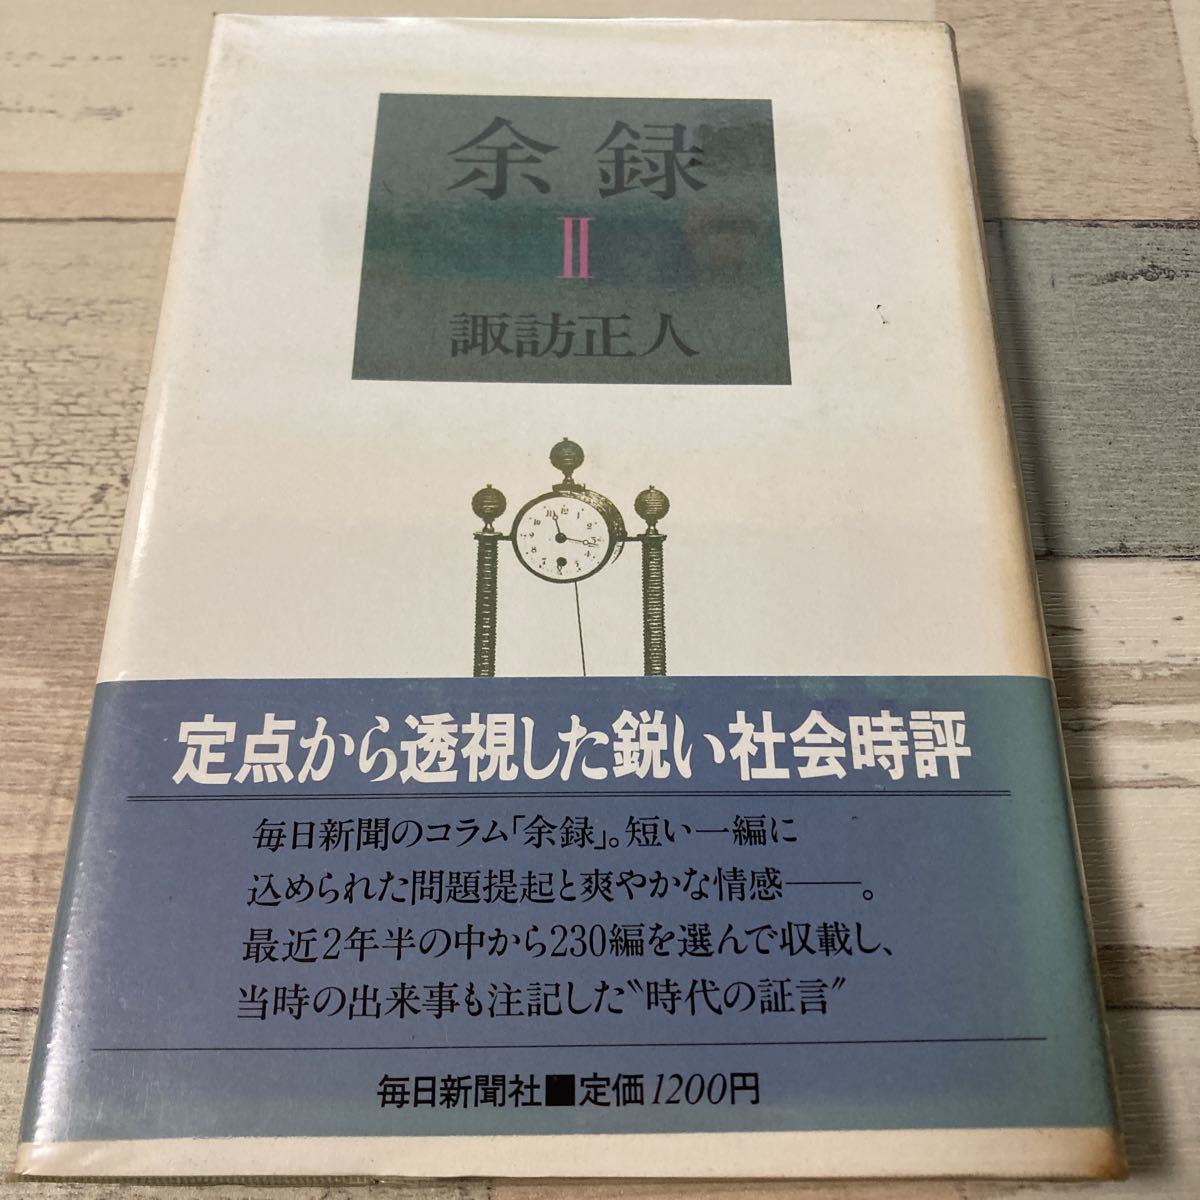 余録
II
諏訪正人
定点から透視した鋭い社会時評
毎日新聞のコラム「余録」。短い一編に
込められた問題提起と爽やかな情感——。
最近2年半の中から230編を選んで収載し、
当時の出来事も注記した〝時代の証言〟
毎日新聞社■定価1200円